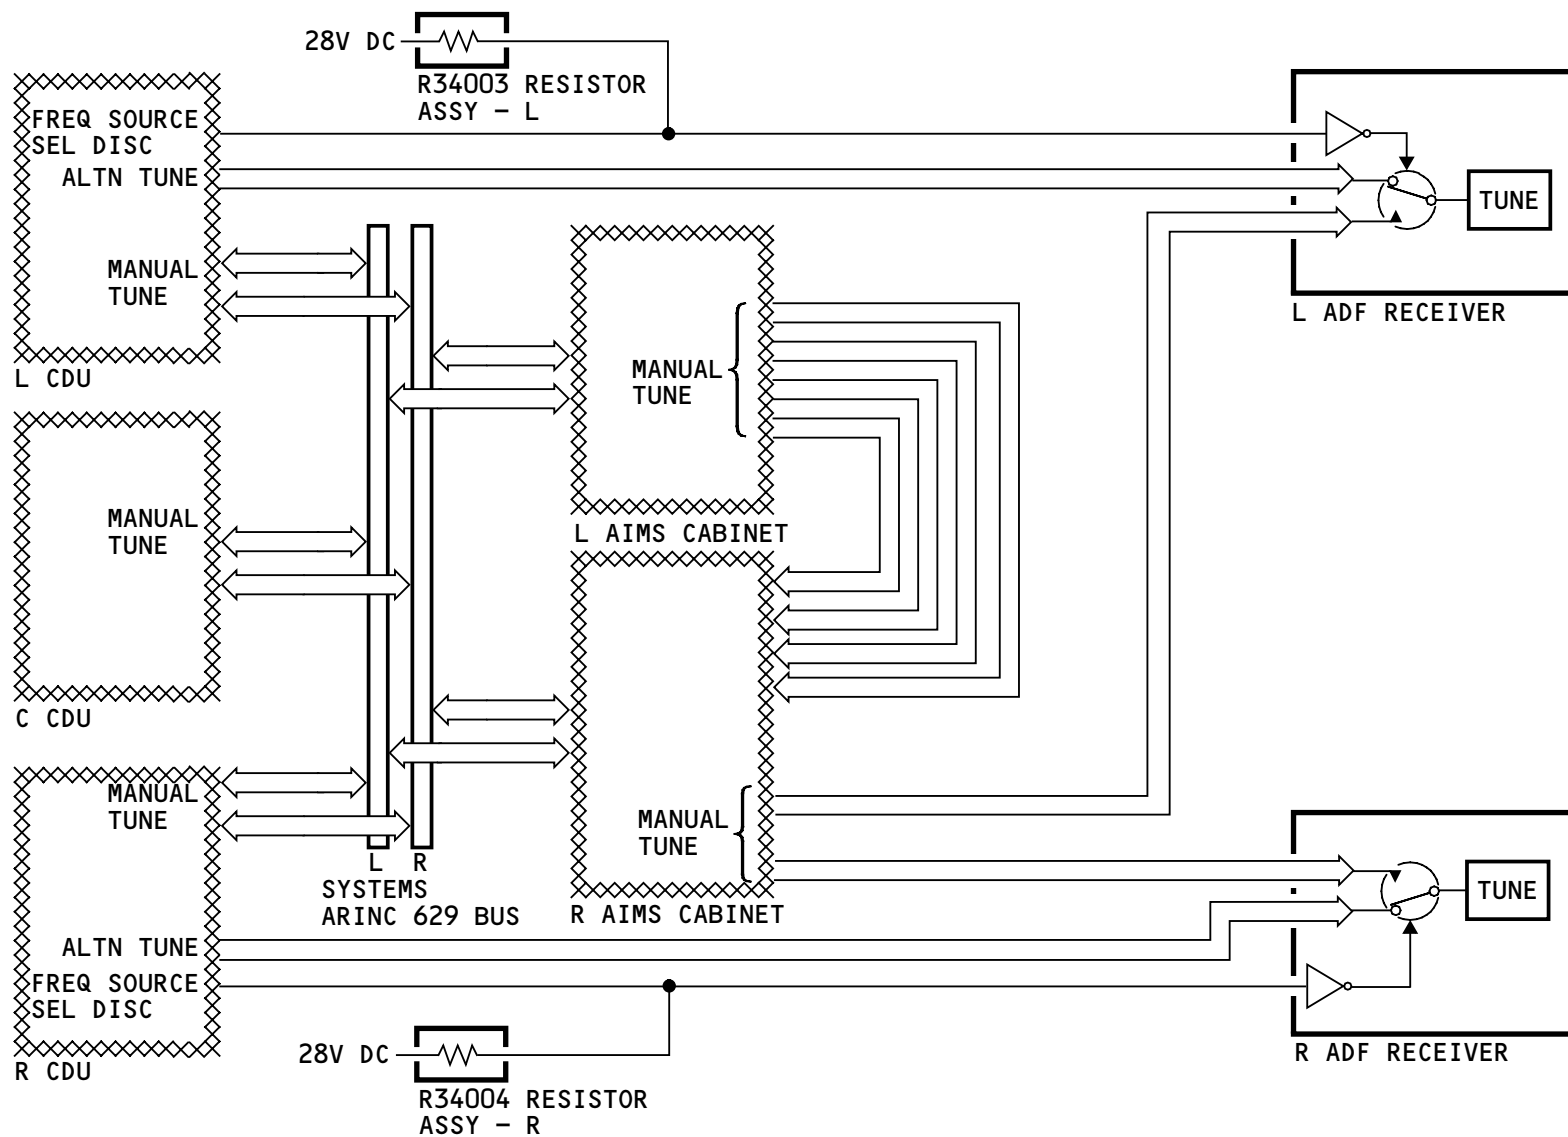 28V DC
R34003 RESISTOR
ASSY – L
FREQ SOURCE
SEL DISC
ALTN TUNE
MANUAL
TUNE
L CDU
TUNE
L ADF RECEIVER
MANUAL
TUNE
L AIMS CABINET
MANUAL
TUNE
C CDU
MANUAL
TUNE
L R
SYSTEMS
ARINC 629 BUS
MANUAL
TUNE
R AIMS CABINET
ALTN TUNE
FREQ SOURCE
SEL DISC
R CDU
TUNE
R ADF RECEIVER
28V DC
R34004 RESISTOR
ASSY – R